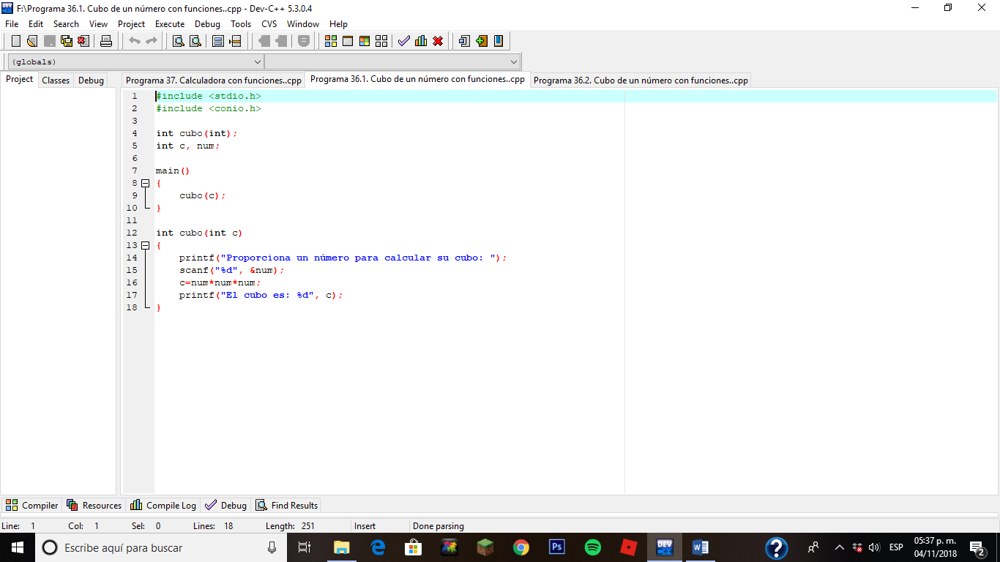 F:\Programa 36.1. Cubo de un número con funciones..cpp - Dev-C++ 5.3.0.4
File Edit Search View Project Execute Debug Tools CVS Window Help
(globals)
Project Classes Debug
Programa 37. Calculadora con funciones..cpp Programa 36.1. Cubo de un número con funciones..cpp Programa 36.2. Cubo de un número con funciones..cpp
1 #include <stdio.h>
2 #include <conio.h>
3
4 int cubo(int);
5 int c, num;
6
7 main()
8 {
9 cubo(c);
10 }
11
12 int cubo(int c)
13 {
14 printf("Proporciona un número para calcular su cubo: ");
15 scanf("%d", &num);
16 c=num*num*num;
17 printf("El cubo es: %d", c);
18 }
Compiler Resources Compile Log Debug Find Results
Line: 1 Col: 1 Sel: 0 Lines: 18 Length: 251 Insert Done parsing
Escribe aquí para buscar
Ps
DEV
ESP
05:37 p. m.
04/11/2018
2